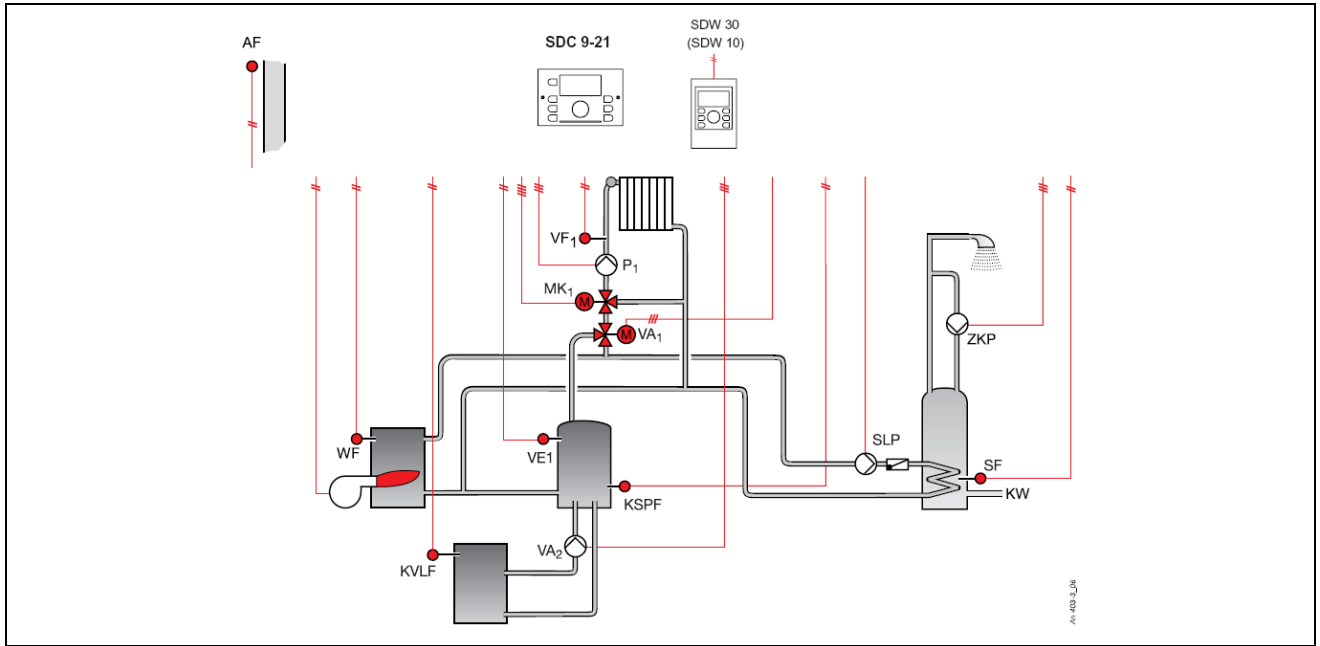 AF
SDC 9-21
SDW 30
(SDW 10)
VF1
P1
MK1
M
M
VA1
ZKP
WF
VE1
SLP
SF
KSPF
KW
VA2
KVLF
An 403-3_06